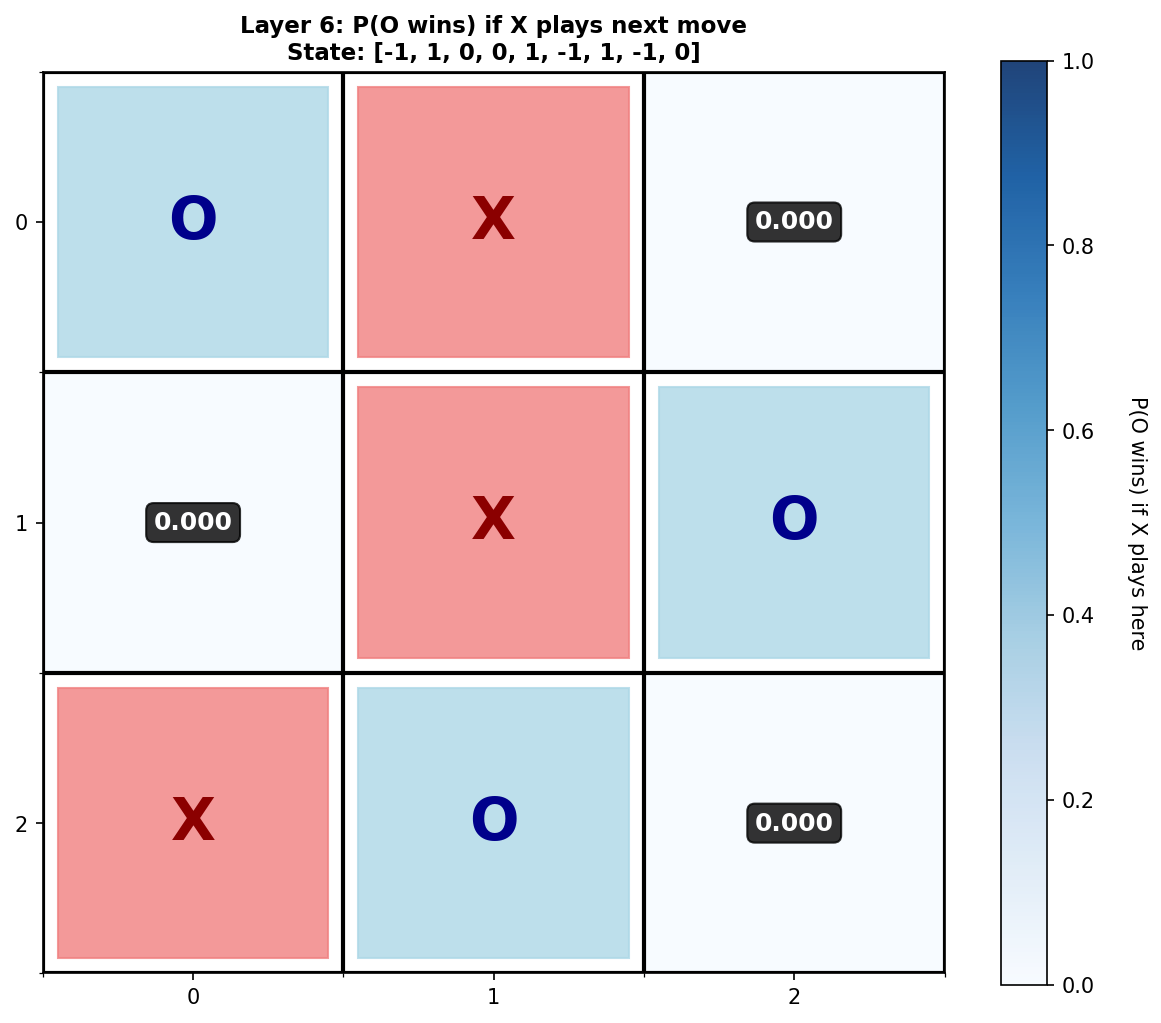 Layer 6: P(O wins) if X plays next move
State: [-1, 1, 0, 0, 1, -1, 1, -1, 0]
O X 0.000
0.000 X O
X O 0.000
0
1
2
0 1 2
1.0
0.8
0.6
0.4
0.2
0.0
P(O wins) if X plays here